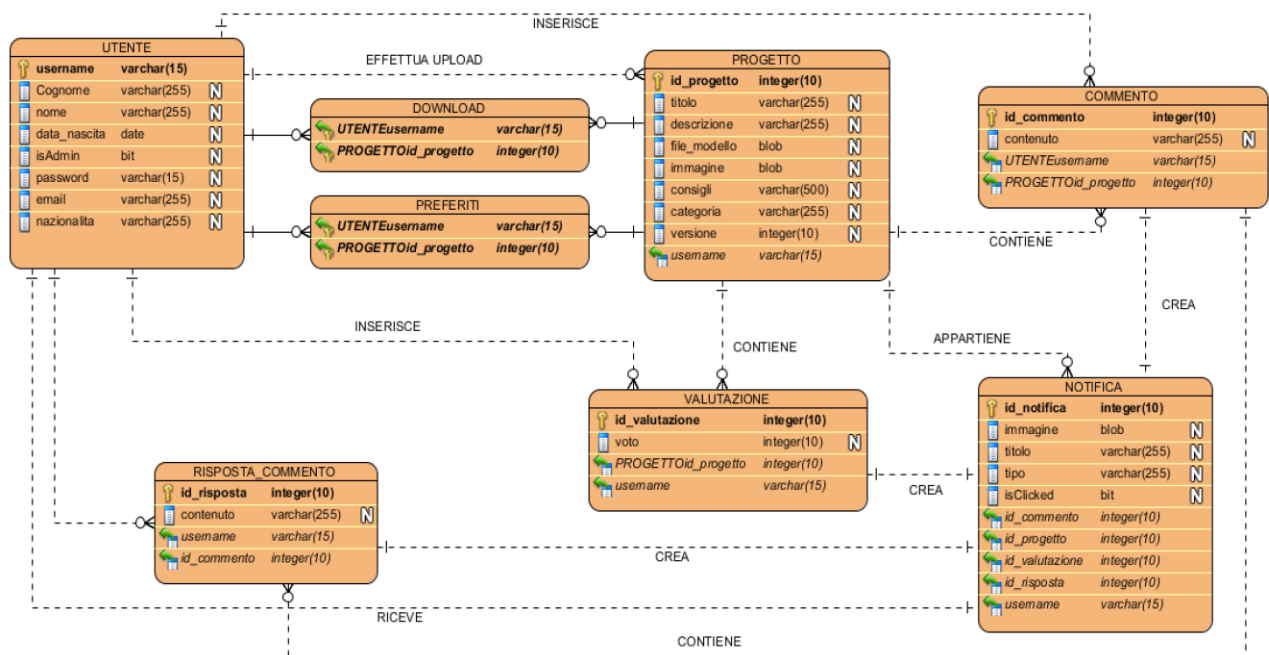 INSERISCE
UTENTE
username varchar(15)
Cognome varchar(255) N
nome varchar(255) N
data_nascita date N
isAdmin bit N
password varchar(15) N
email varchar(255) N
nazionalita varchar(255) N
EFFETTUA UPLOAD
DOWNLOAD
UTENTEusername varchar(15)
PROGETTOid_progetto integer(10)
PREFERITI
UTENTEusername varchar(15)
PROGETTOid_progetto integer(10)
PROGETTO
id_progetto integer(10)
titolo varchar(255) N
descrizione varchar(255) N
file_modello blob N
immagine blob N
consigli varchar(500) N
categoria varchar(255) N
versione integer(10) N
username varchar(15)
COMMENTO
id_commento integer(10)
contenuto varchar(255) N
UTENTEusername varchar(15)
PROGETTOid_progetto integer(10)
CONTIENE
CREA
INSERISCE
CONTIENE
APPARTIENE
VALUTAZIONE
id_valutazione integer(10)
voto integer(10) N
PROGETTOid_progetto integer(10)
username varchar(15)
CREA
NOTIFICA
id_notifica integer(10)
immagine blob N
titolo varchar(255) N
tipo varchar(255) N
isClicked bit N
id_commento integer(10)
id_progetto integer(10)
id_valutazione integer(10)
id_risposta integer(10)
username varchar(15)
RISPOSTA_COMMENTO
id_risposta integer(10)
contenuto varchar(255) N
username varchar(15)
id_commento integer(10)
CREA
RICEVE
CONTIENE